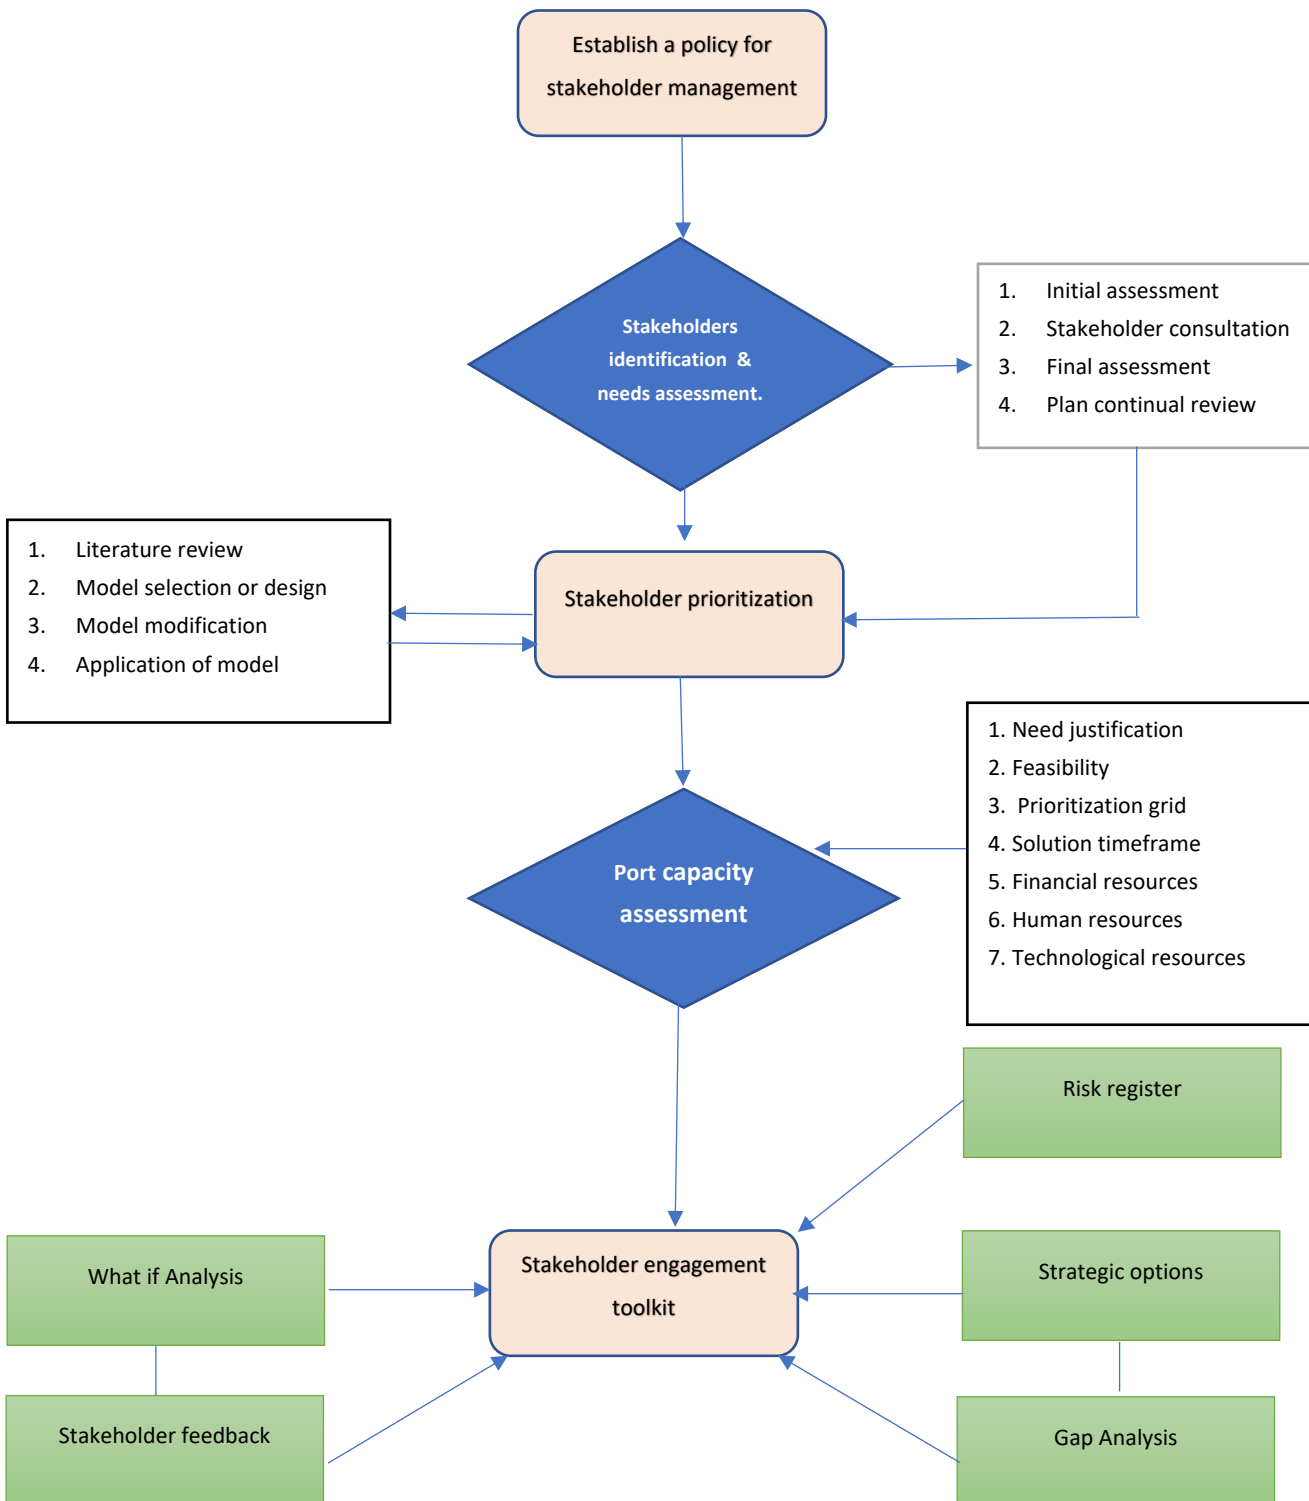 Establish a policy for
stakeholder management
Stakeholders
identification &
needs assessment.
1. Initial assessment
2. Stakeholder consultation
3. Final assessment
4. Plan continual review
1. Literature review
2. Model selection or design
3. Model modification
4. Application of model
Stakeholder prioritization
1. Need justification
2. Feasibility
3. Prioritization grid
4. Solution timeframe
5. Financial resources
6. Human resources
7. Technological resources
Port capacity
assessment
Risk register
What if Analysis
Stakeholder engagement
toolkit
Strategic options
Stakeholder feedback
Gap Analysis